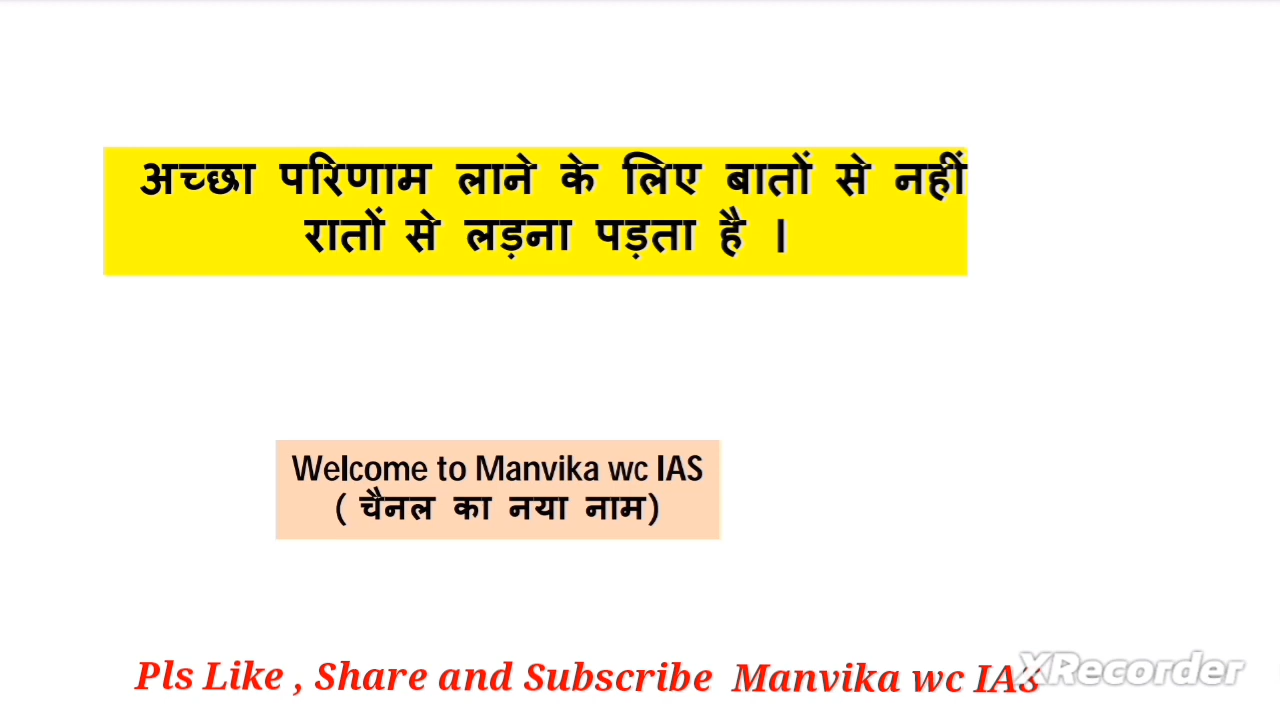 अच्छा परिणाम लाने के लिए बातों से नहीं
रातों से लड़ना पड़ता है ।
Welcome to Manvika wc IAS
( चैनल का नया नाम)
Pls Like , Share and Subscribe Manvika wc IAS
XRecorder